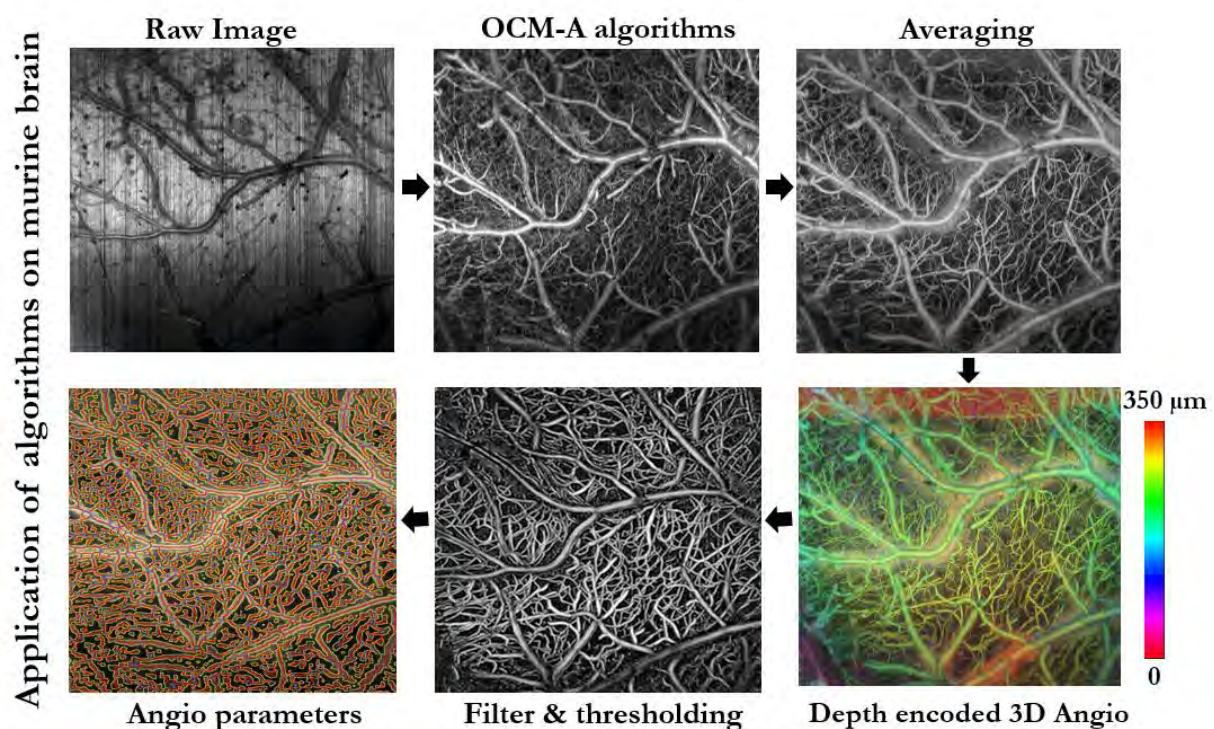 Application of algorithms on murine brain
Raw Image
OCM-A algorithms
Averaging
350 μm
0
Angio parameters
Filter & thresholding
Depth encoded 3D Angio